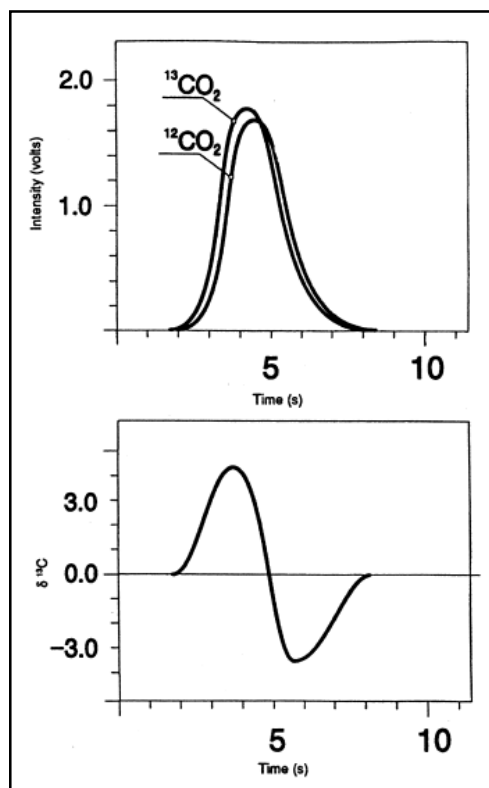 2.0
¹³CO₂
¹²CO₂
1.0
Intensity (volts)
5
10
Time (s)
3.0
0.0
−3.0
δ ¹³C
5
10
Time (s)